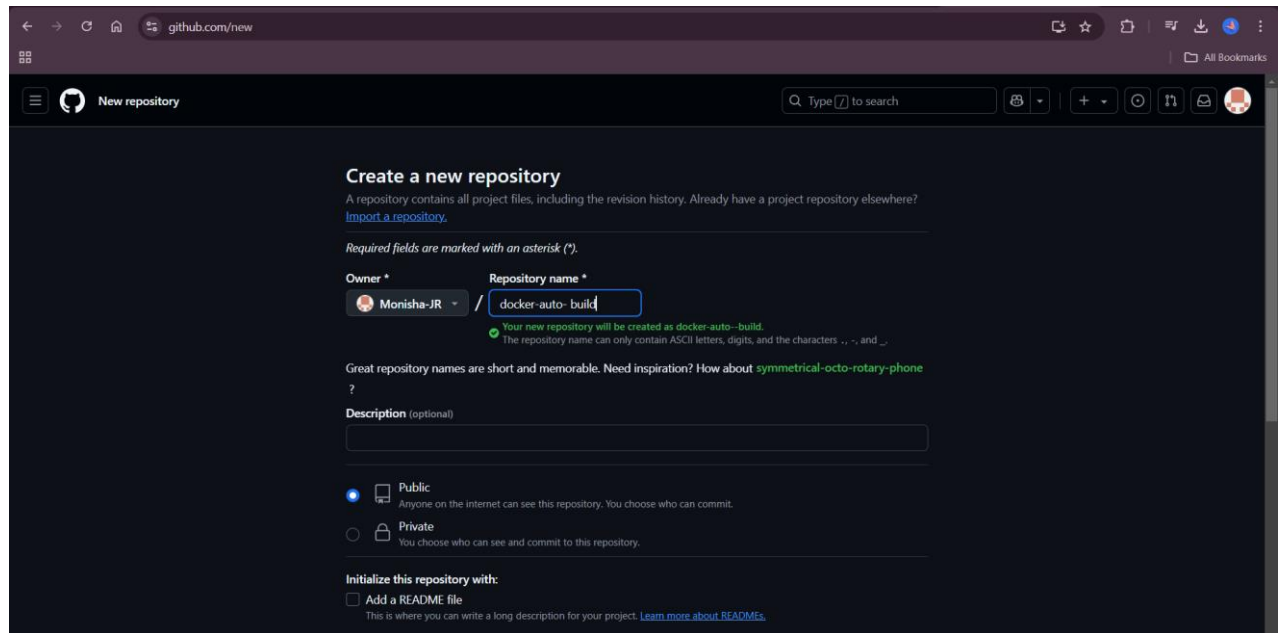 github.com/new
All Bookmarks
New repository
Type / to search
Create a new repository
A repository contains all project files, including the revision history. Already have a project repository elsewhere?
Import a repository.
Required fields are marked with an asterisk (*).
Owner * Repository name *
Monisha-JR / docker-auto- build
Your new repository will be created as docker-auto--build.
The repository name can only contain ASCII letters, digits, and the characters ., -, and _.
Great repository names are short and memorable. Need inspiration? How about symmetrical-octo-rotary-phone
?
Description (optional)
Public
Anyone on the internet can see this repository. You choose who can commit.
Private
You choose who can see and commit to this repository.
Initialize this repository with:
Add a README file
This is where you can write a long description for your project. Learn more about READMEs.